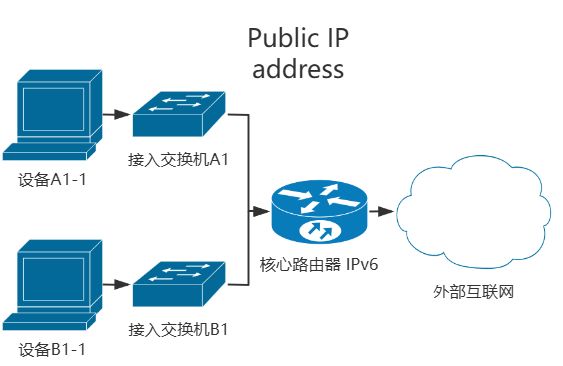 Public IP
address
接入交换机A1
设备A1-1
核心路由器 IPv6
外部互联网
接入交换机B1
设备B1-1